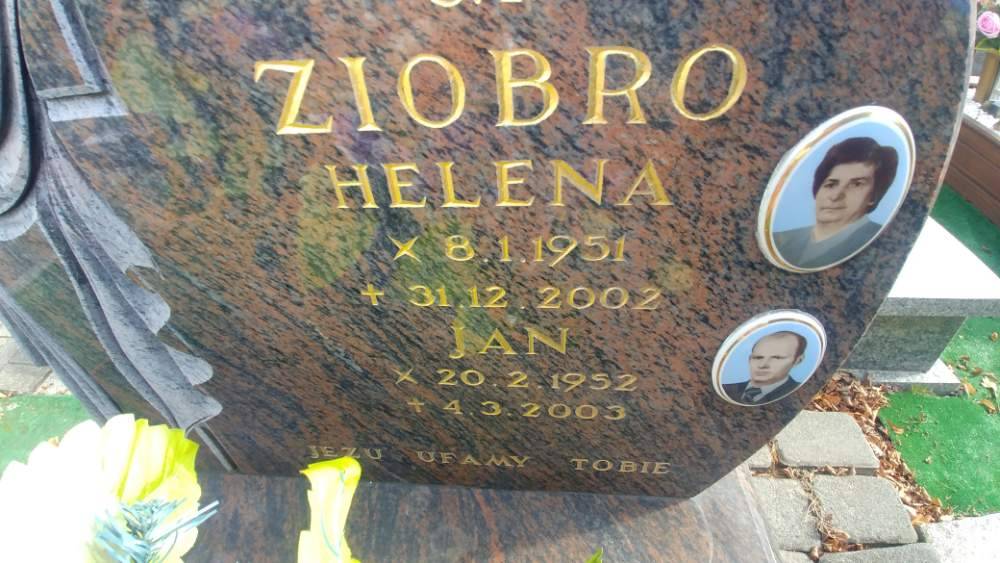 ZIOBRO
HELENA
× 8.1.1951
+ 31.12.2002
JAN
× 20.2.1952
+ 4.3.2003
JEZU UFAMY TOBIE